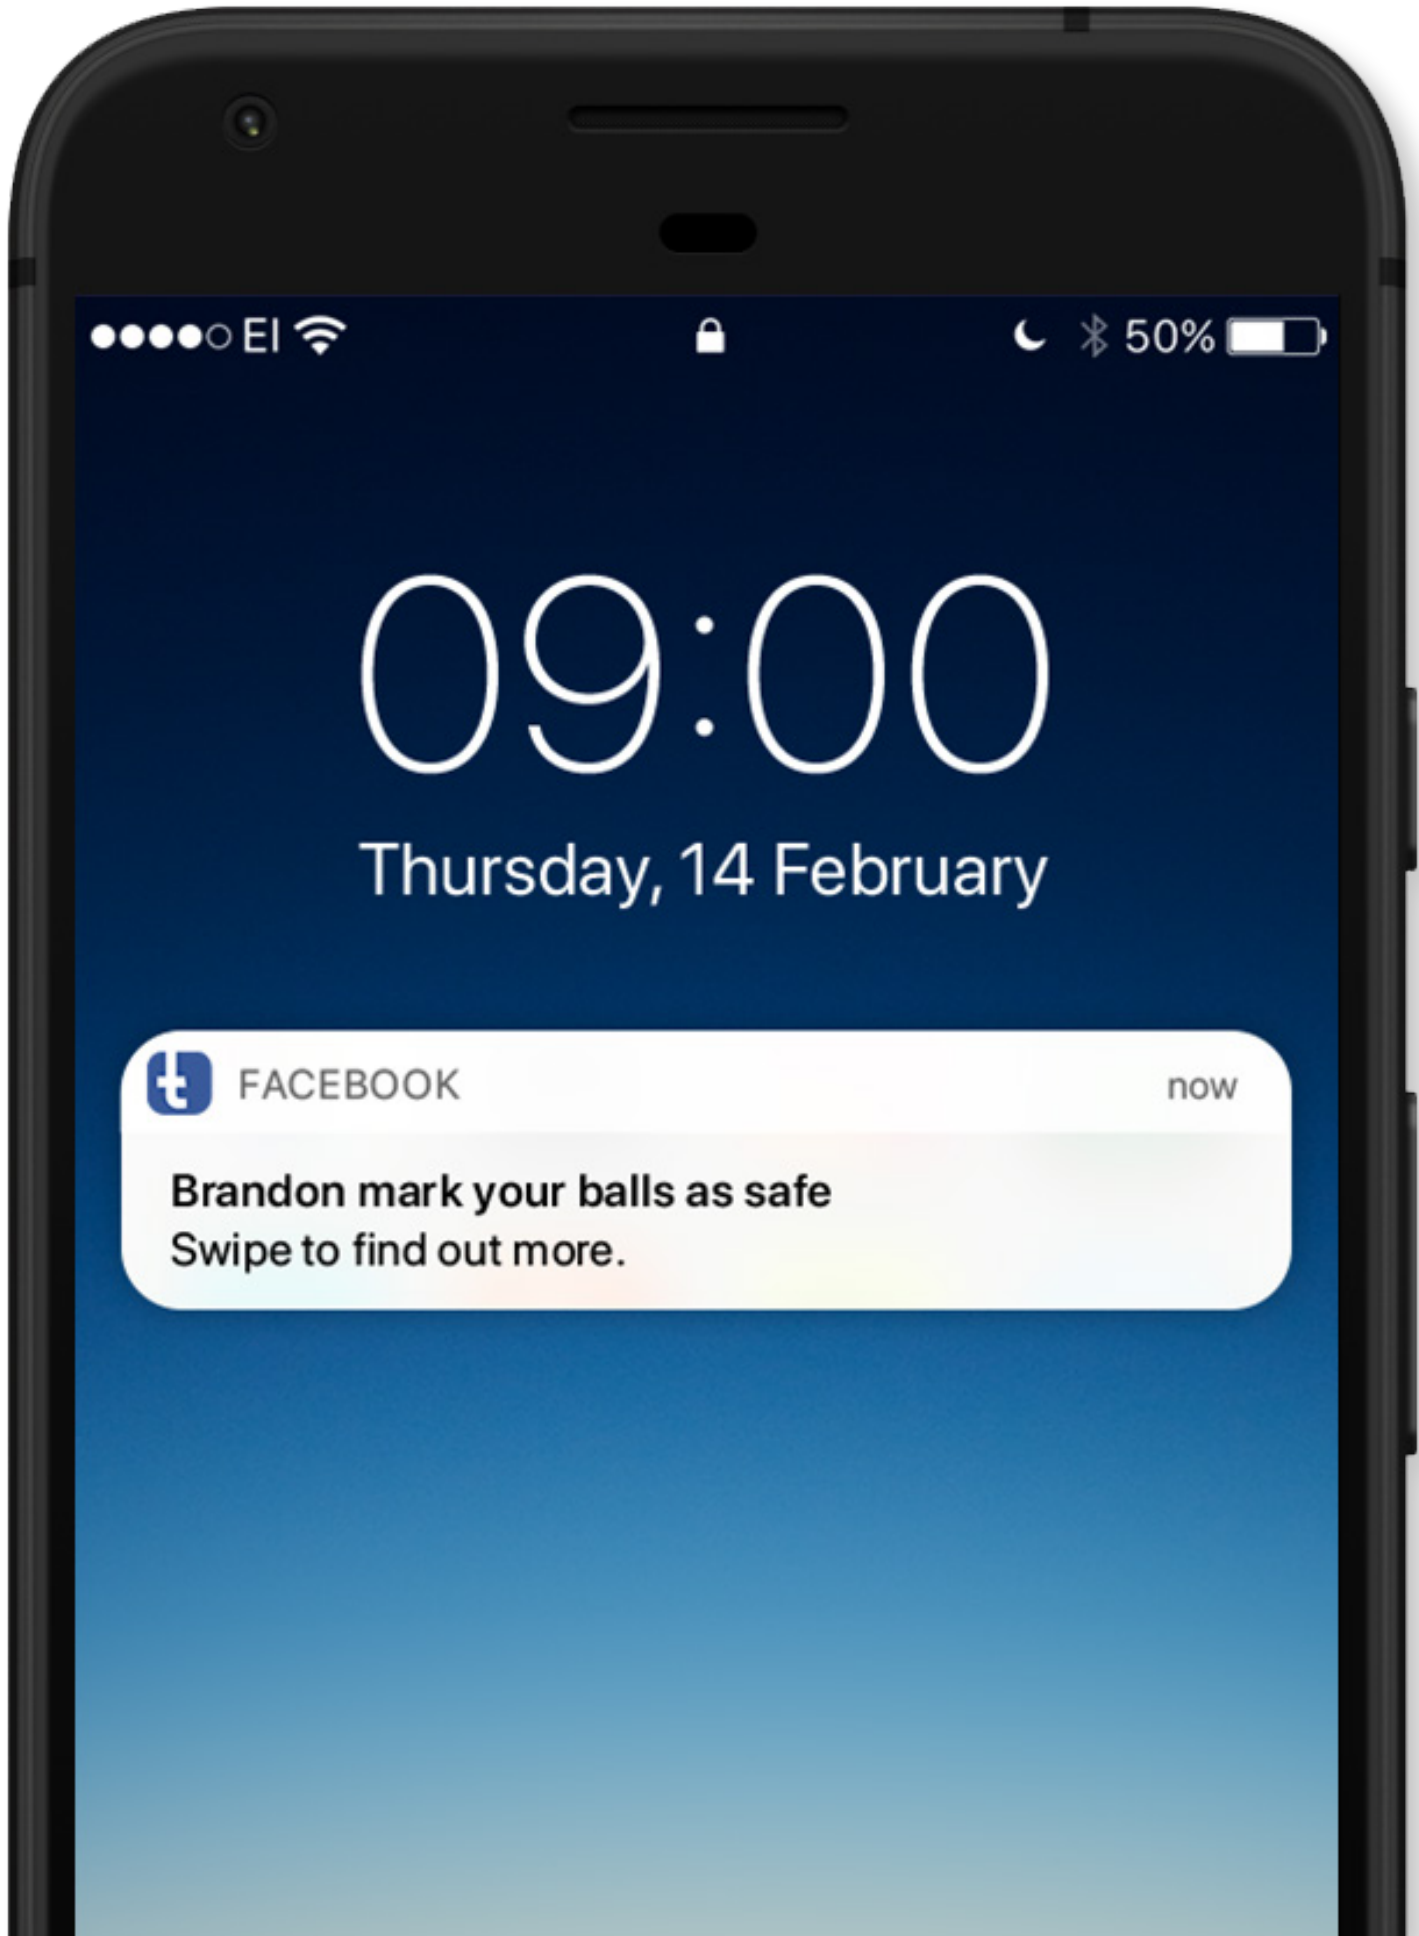 EI 50%
09:00
Thursday, 14 February
FACEBOOK now
Brandon mark your balls as safe
Swipe to find out more.